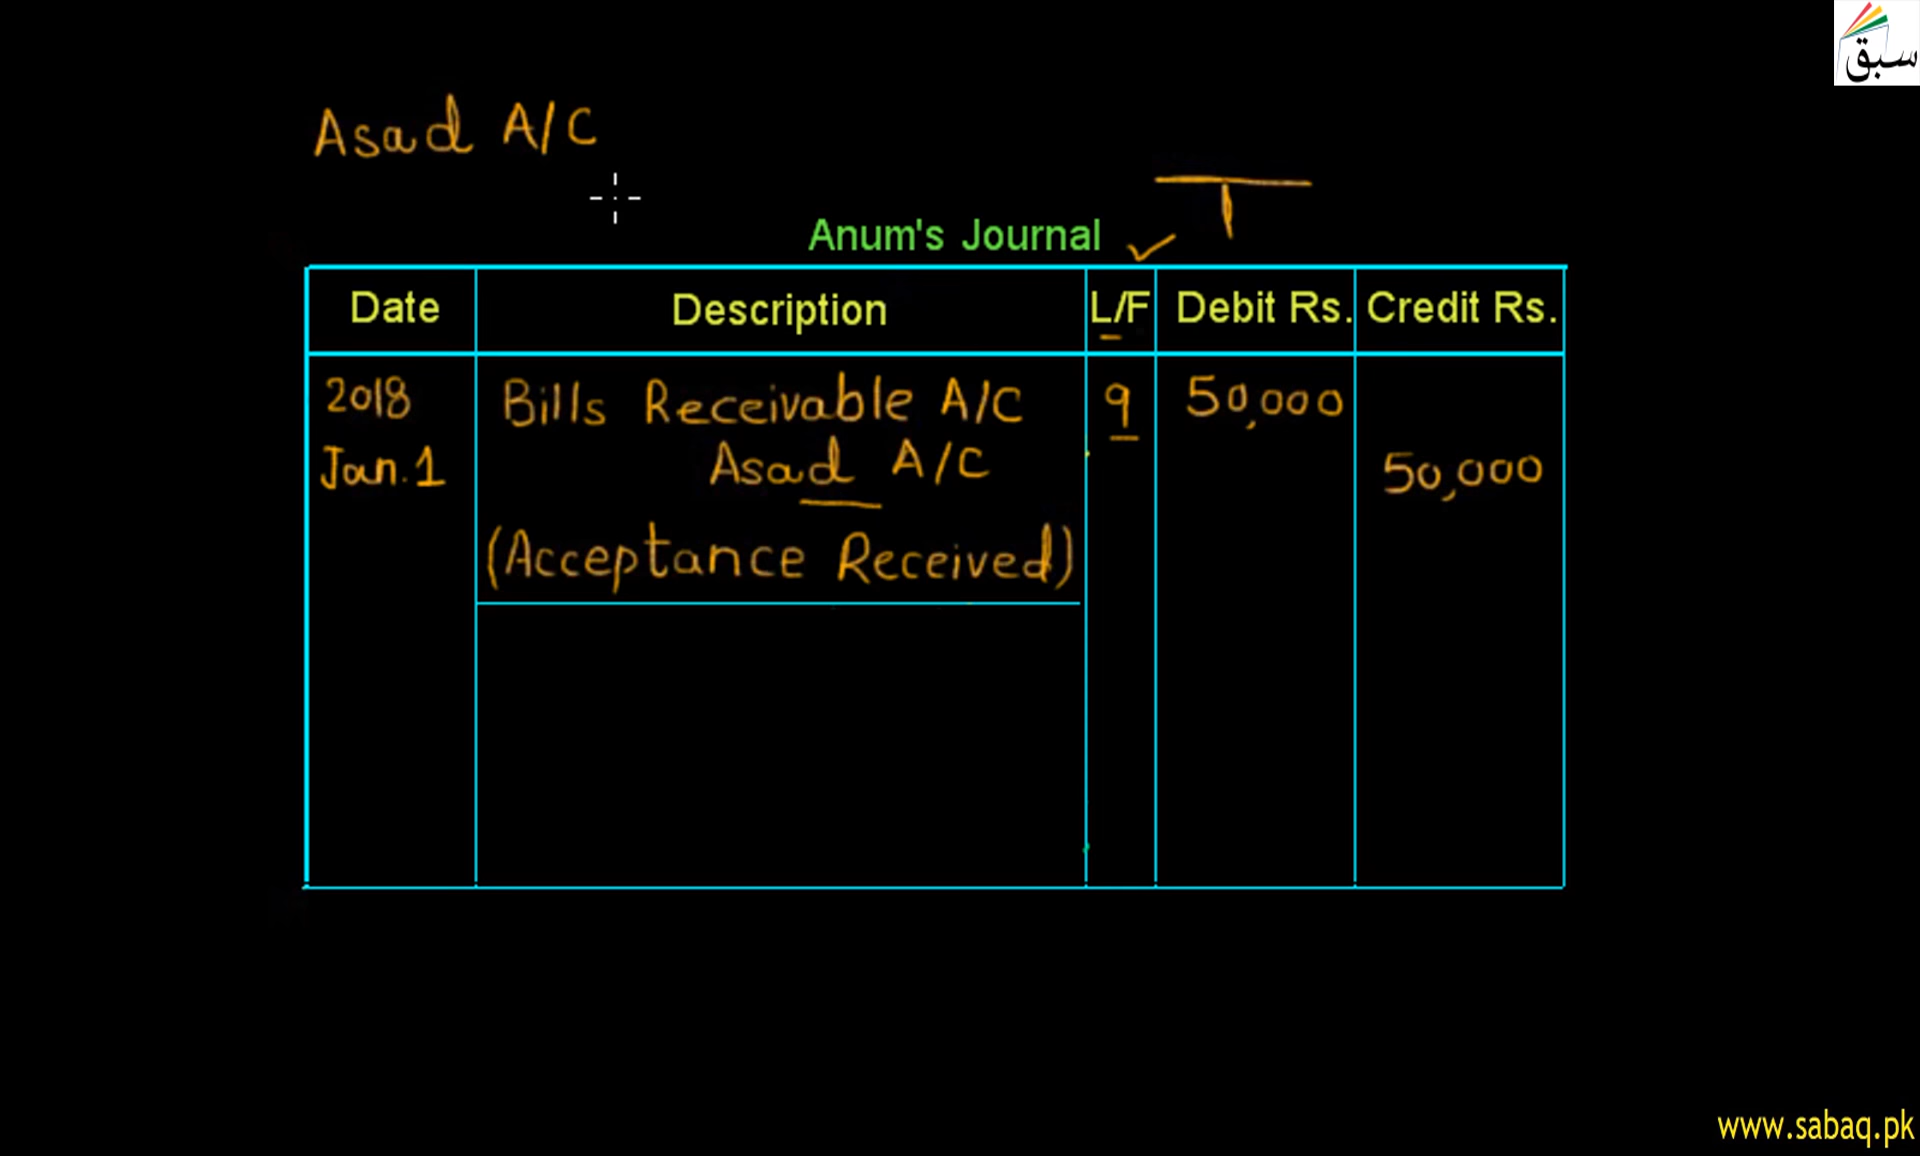 سبق
Asad A/C
Anum's Journal
Date Description L/F Debit Rs. Credit Rs.
2018 Bills Receivable A/C 9 50,000
Jan. 1 Asad A/C 50,000
(Acceptance Received)
www.sabaq.pk